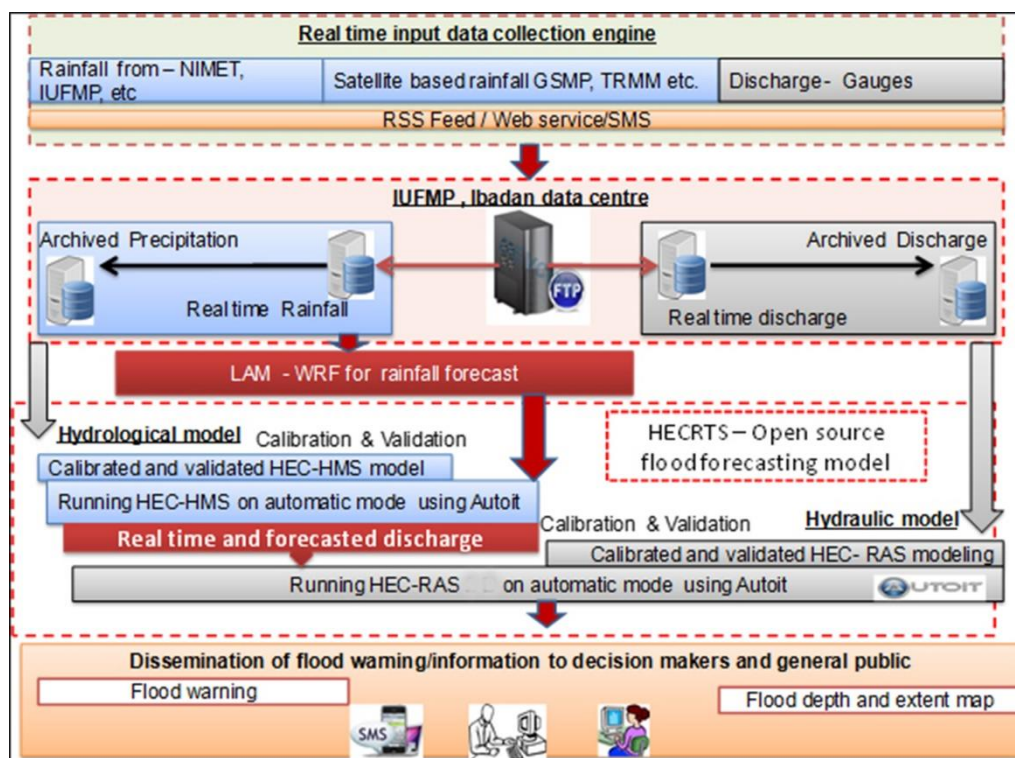 Real time input data collection engine
Rainfall from – NIMET,
IUFMP, etc
Satellite based rainfall GSMP, TRMM etc.
Discharge- Gauges
RSS Feed / Web service/SMS
IUFMP , Ibadan data centre
Archived Precipitation
Real time Rainfall
FTP
Archived Discharge
Real time discharge
LAM - WRF for rainfall forecast
Hydrological model
Calibration & Validation
Calibrated and validated HEC-HMS model
Running HEC-HMS on automatic mode using Autoit
Real time and forecasted discharge
HECRTS – Open source
flood forecasting model
Calibration & Validation
Hydraulic model
Calibrated and validated HEC- RAS modeling
Running HEC-RAS on automatic mode using Autoit
AUTOIT
Dissemination of flood warning/information to decision makers and general public
Flood warning
Flood depth and extent map
SMS